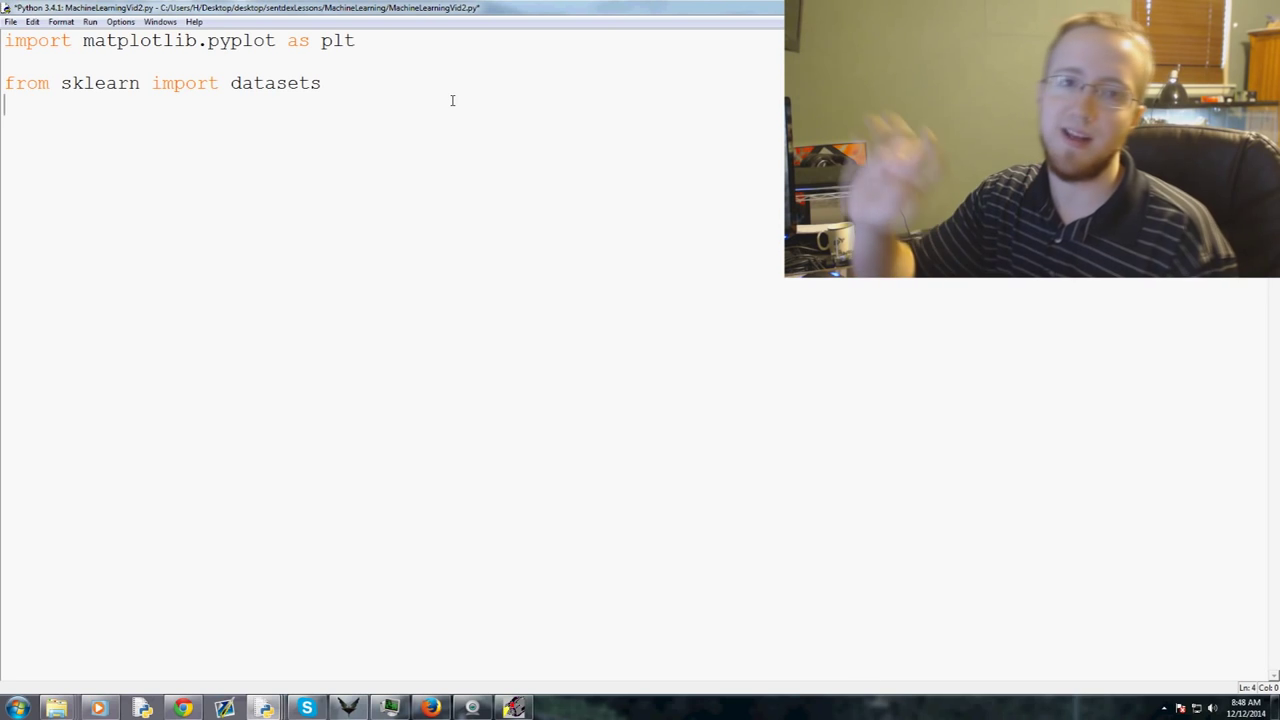 *Python 3.4.1: MachineLearningVid2.py - C:/Users/H/Desktop/desktop/sentdexLessons/MachineLearning/MachineLearningVid2.py*
File Edit Format Run Options Windows Help
import matplotlib.pyplot as plt
from sklearn import datasets
Ln: 4 Col: 0
8:48 AM
12/12/2014